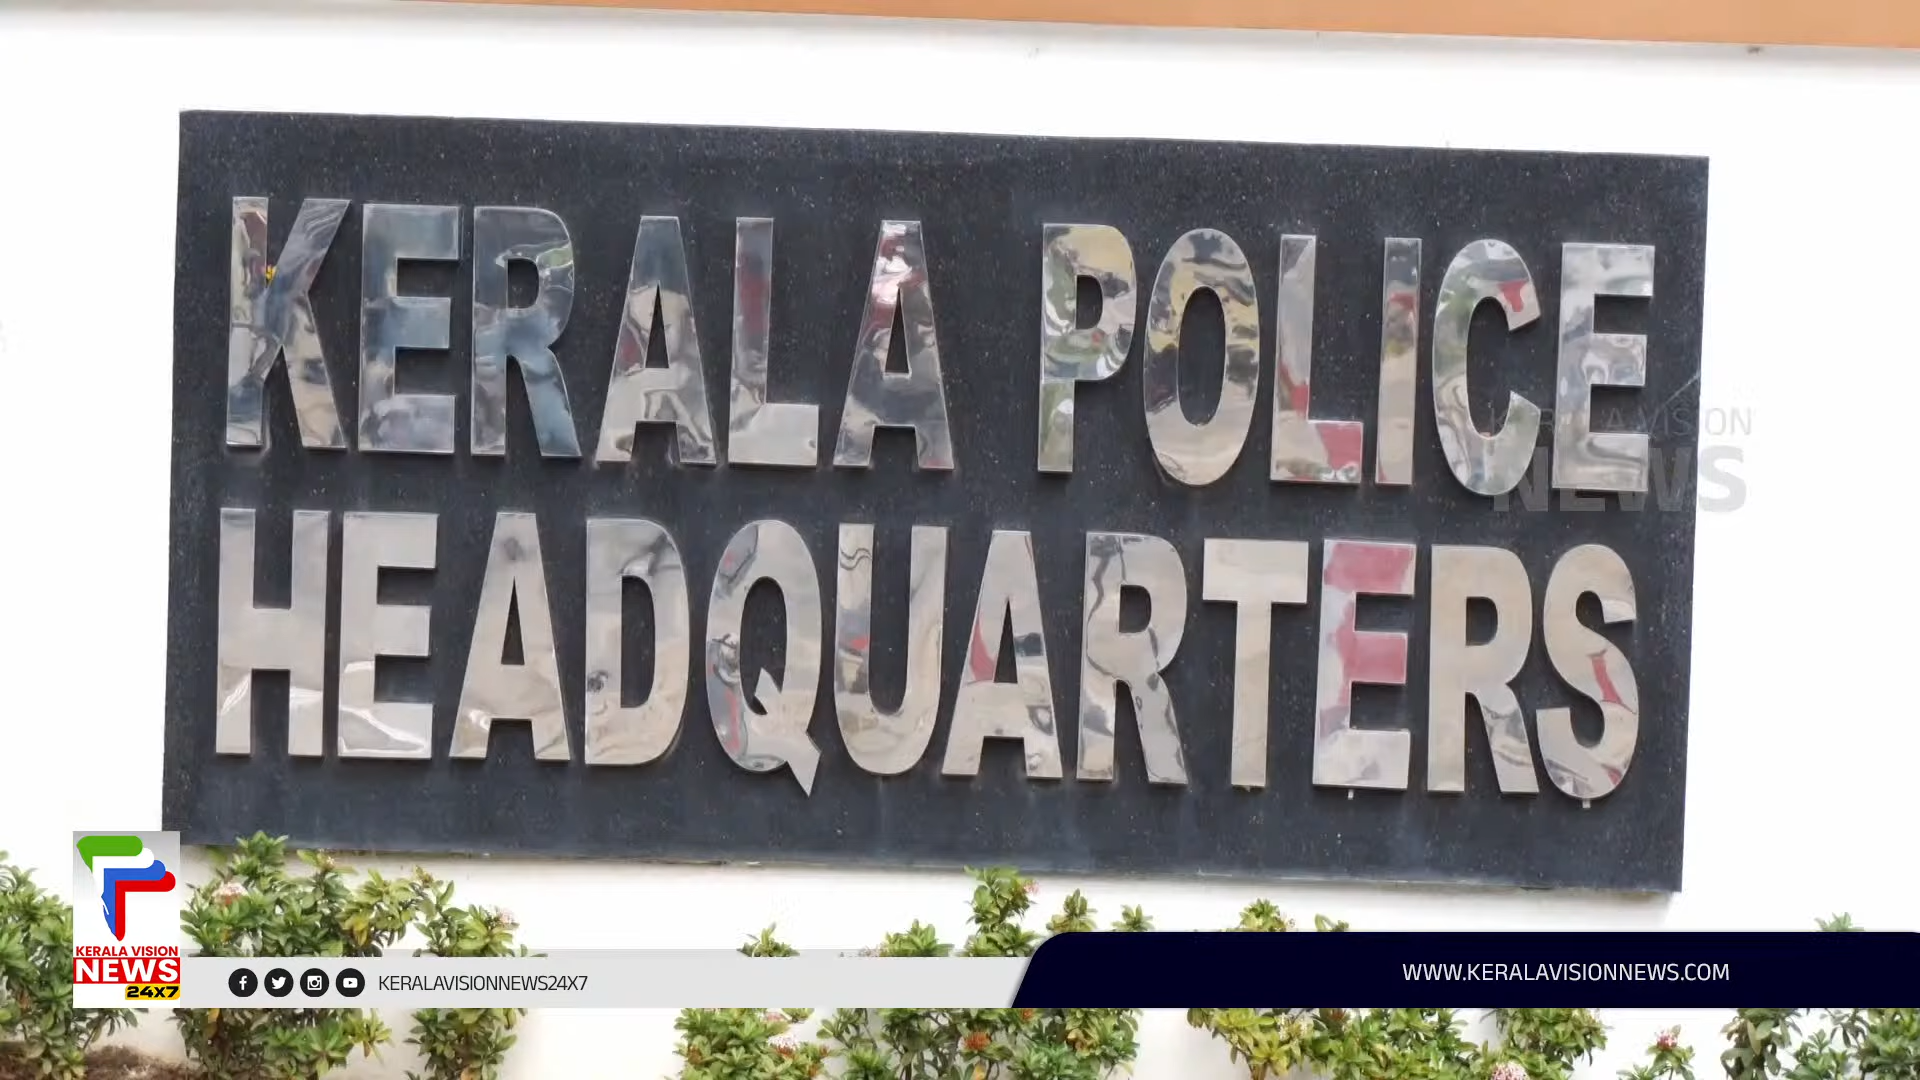 KERALA POLICE
HEADQUARTERS
KERALA VISION
NEWS
KERALA VISION
NEWS
24X7
KERALAVISIONNEWS24X7
WWW.KERALAVISIONNEWS.COM